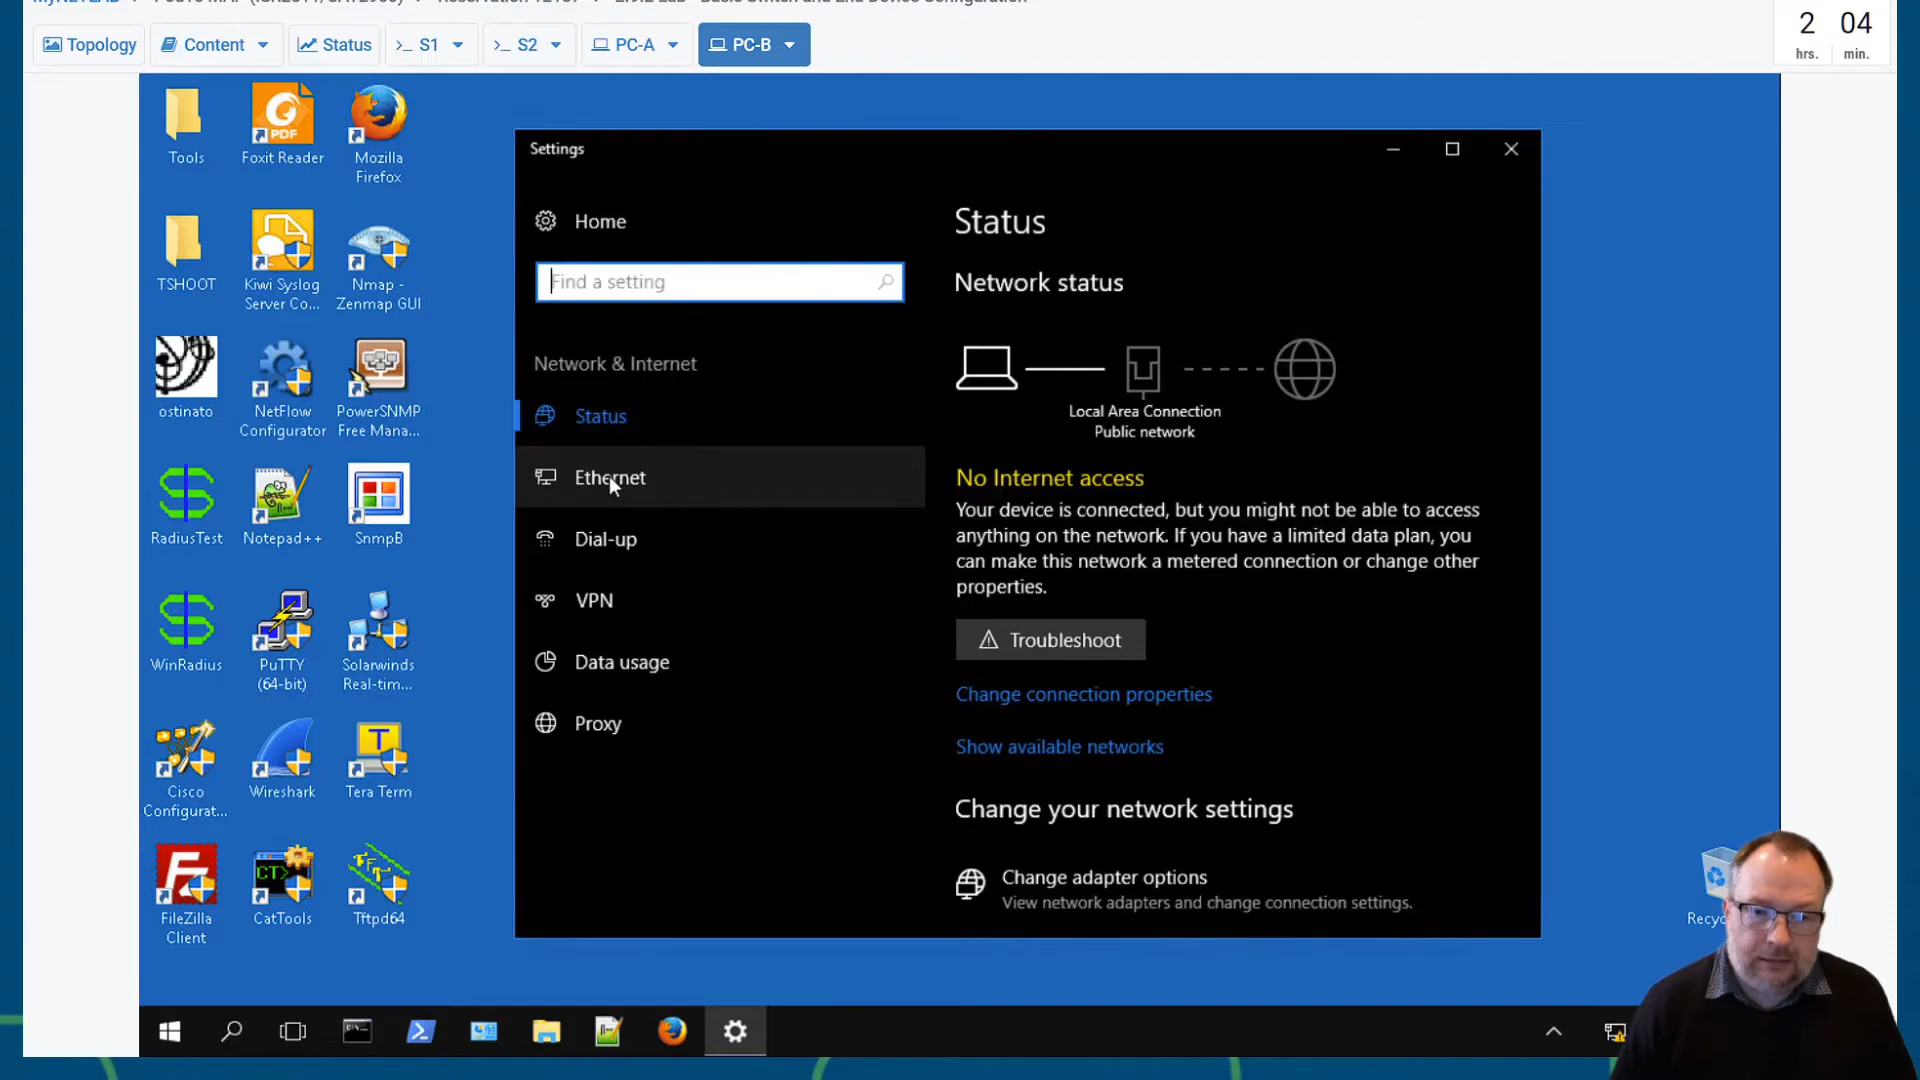 Topology
Content
Status
S1
S2
PC-A
PC-B
2 04
hrs. min.
Tools
Foxit Reader
Mozilla
Firefox
TSHOOT
Kiwi Syslog
Server Co...
Nmap -
Zenmap GUI
ostinato
NetFlow
Configurator
PowerSNMP
Free Mana...
RadiusTest
Notepad++
SnmpB
WinRadius
PuTTY
(64-bit)
Solarwinds
Real-tim...
Cisco
Configurat...
Wireshark
Tera Term
FileZilla
Client
CatTools
Tftpd64
Settings
Home
Find a setting
Network & Internet
Status
Ethernet
Dial-up
VPN
Data usage
Proxy
Status
Network status
Local Area Connection
Public network
No Internet access
Your device is connected, but you might not be able to access
anything on the network. If you have a limited data plan, you
can make this network a metered connection or change other
properties.
Troubleshoot
Change connection properties
Show available networks
Change your network settings
Change adapter options
View network adapters and change connection settings.